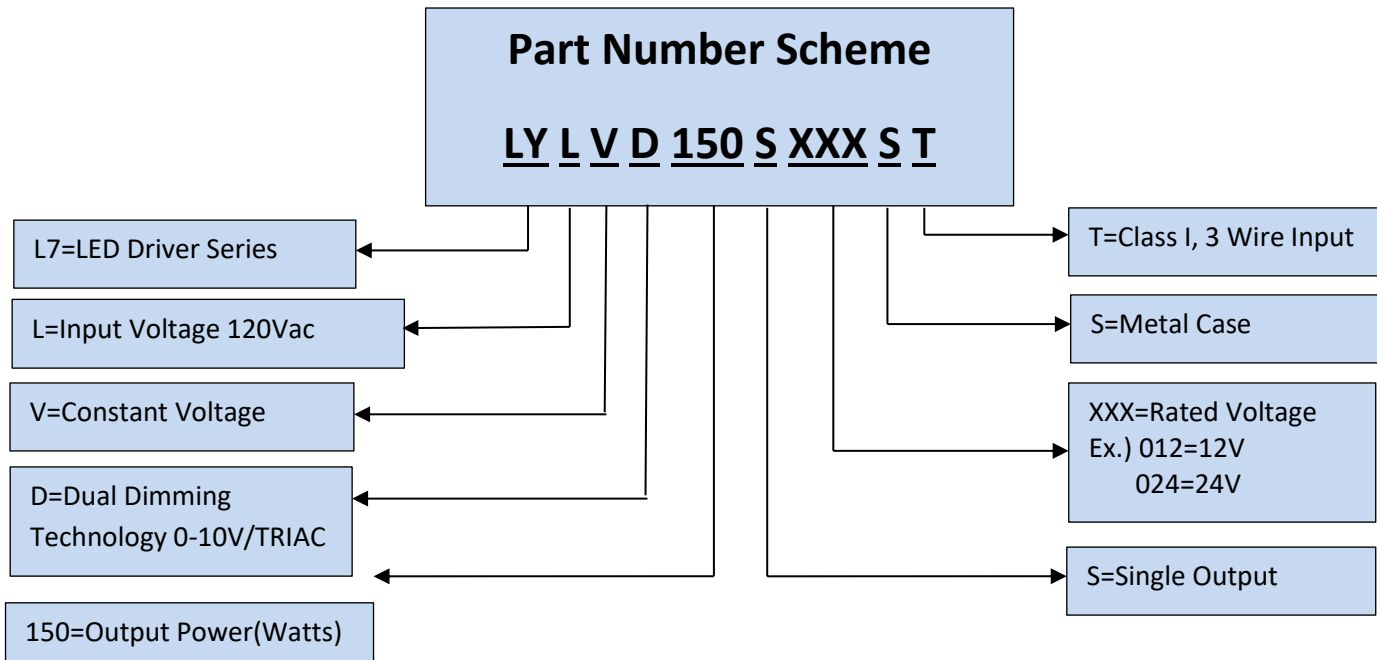 Part Number Scheme
LY L V D 150 S XXX S T
L7=LED Driver Series
L=Input Voltage 120Vac
V=Constant Voltage
D=Dual Dimming
Technology 0-10V/TRIAC
150=Output Power(Watts)
T=Class I, 3 Wire Input
S=Metal Case
XXX=Rated Voltage
Ex.) 012=12V
024=24V
S=Single Output